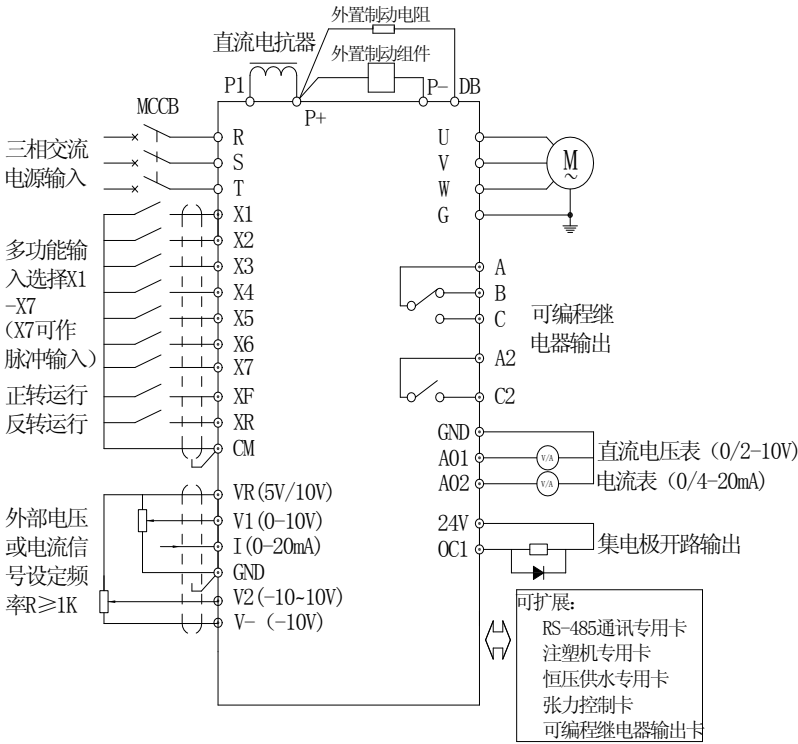 外置制动电阻
直流电抗器
外置制动组件
P1
P+
P-
DB
MCCB
三相交流
电源输入
R
S
T
多功能输
入选择X1
-X7
(X7可作
脉冲输入)
正转运行
反转运行
X1
X2
X3
X4
X5
X6
X7
XF
XR
CM
外部电压
或电流信
号设定频
率R≥1K
VR(5V/10V)
V1(0-10V)
I(0-20mA)
GND
V2(-10~10V)
V- (-10V)
U
V
W
G
M
~
A
B
C
可编程继
电器输出
A2
C2
GND
AO1
AO2
V/A
V/A
直流电压表(0/2-10V)
电流表(0/4-20mA)
24V
OC1
集电极开路输出
可扩展:
RS-485通讯专用卡
注塑机专用卡
恒压供水专用卡
张力控制卡
可编程继电器输出卡